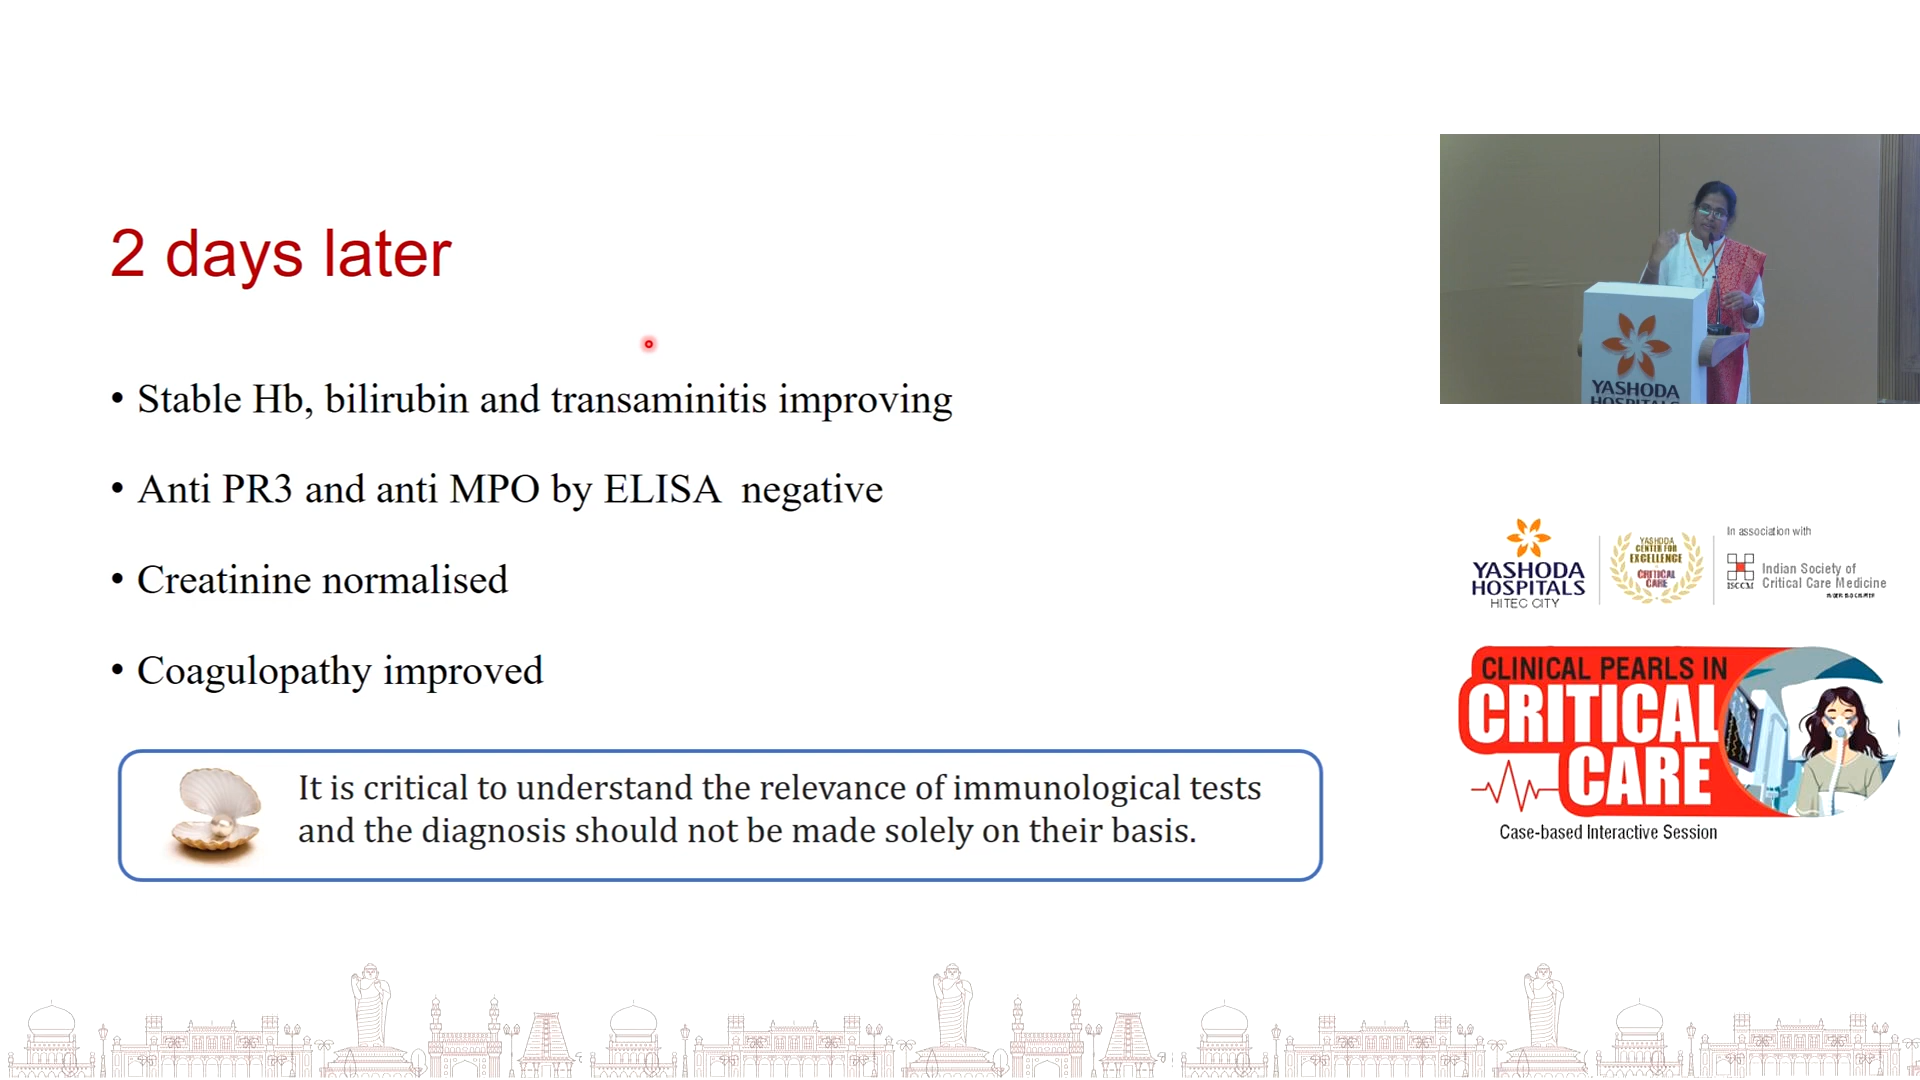 2 days later
• Stable Hb, bilirubin and transaminitis improving
• Anti PR3 and anti MPO by ELISA negative
• Creatinine normalised
• Coagulopathy improved
It is critical to understand the relevance of immunological tests
and the diagnosis should not be made solely on their basis.
YASHODA
HOSPITALS
YASHODA
HOSPITALS
HITEC CITY
YASHODA
CENTER FOR
EXCELLENCE
CRITICAL
CARE
In association with
ISCCM
Indian Society of
Critical Care Medicine
CLINICAL PEARLS IN
CRITICAL
CARE
Case-based Interactive Session